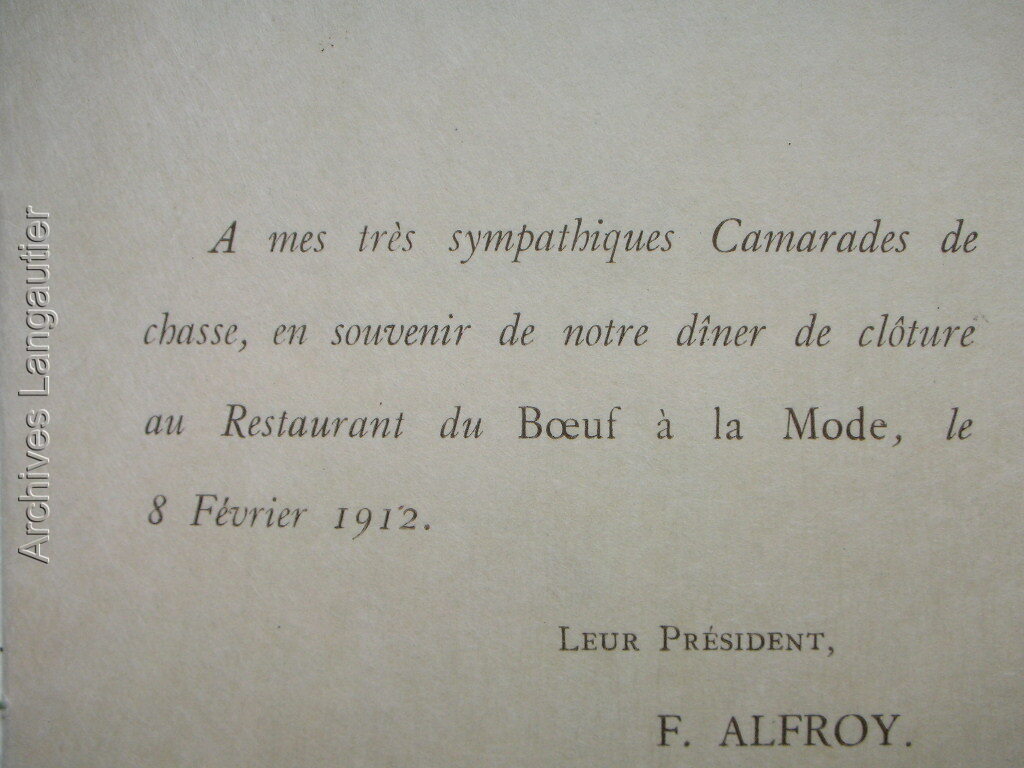 A mes très sympathiques Camarades de
chasse, en souvenir de notre dîner de clôture
au Restaurant du Bœuf à la Mode, le
8 Février 1912.
LEUR PRÉSIDENT,
F. ALFROY.
Archives Langautier